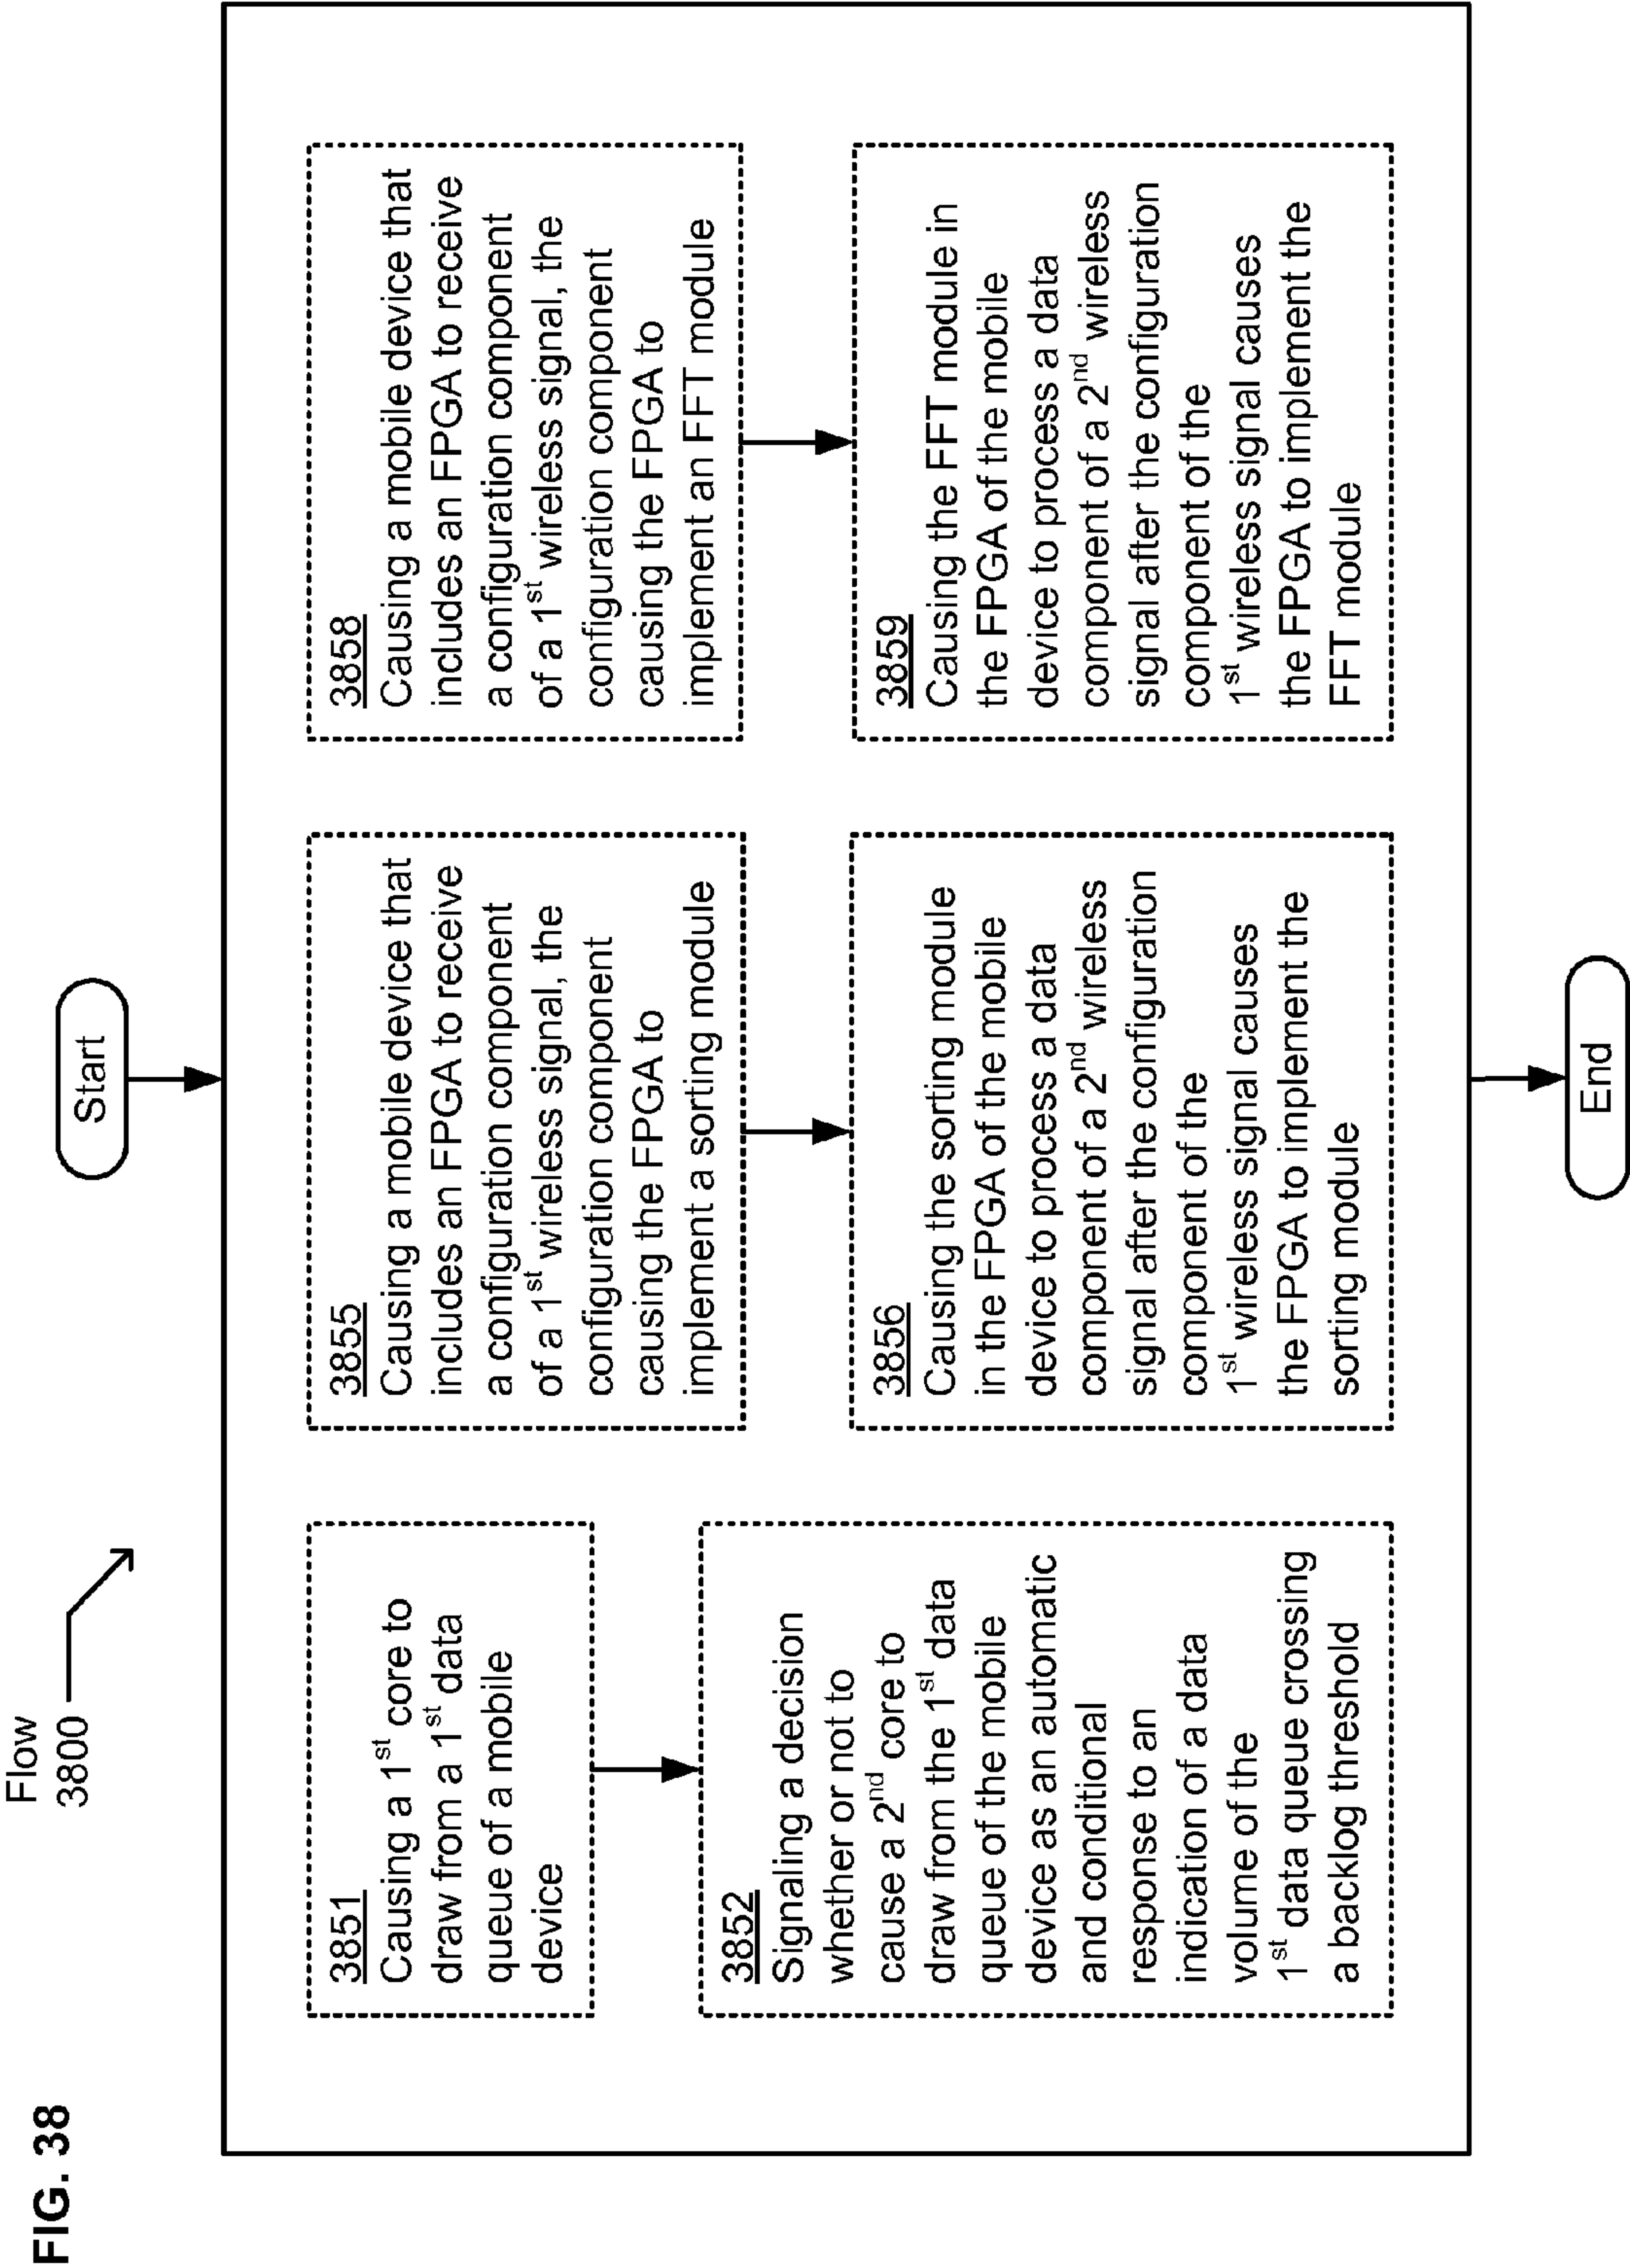 FIG. 38
Flow
3800
Start
3851
Causing a 1st core to
draw from a 1st data
queue of a mobile
device
3852
Signaling a decision
whether or not to
cause a 2nd core to
draw from the 1st data
queue of the mobile
device as an automatic
and conditional
response to an
indication of a data
volume of the
1st data queue crossing
a backlog threshold
3855
Causing a mobile device that
includes an FPGA to receive
a configuration component
of a 1st wireless signal, the
configuration component
causing the FPGA to
implement a sorting module
3856
Causing the sorting module
in the FPGA of the mobile
device to process a data
component of a 2nd wireless
signal after the configuration
component of the
1st wireless signal causes
the FPGA to implement the
sorting module
3858
Causing a mobile device that
includes an FPGA to receive
a configuration component
of a 1st wireless signal, the
configuration component
causing the FPGA to
implement an FFT module
3859
Causing the FFT module in
the FPGA of the mobile
device to process a data
component of a 2nd wireless
signal after the configuration
component of the
1st wireless signal causes
the FPGA to implement the
FFT module
End